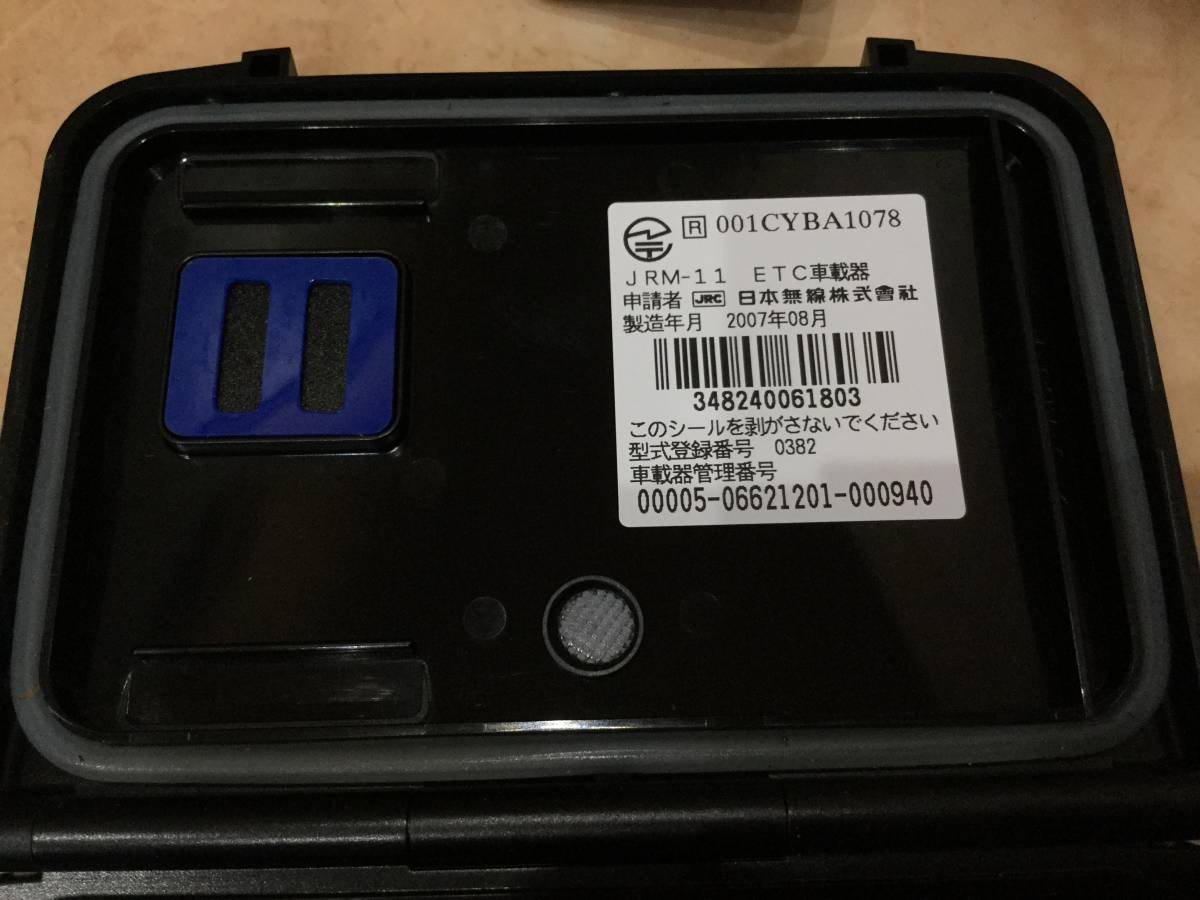 R 001CYBA1078
JRM-11 ETC車載器
申請者 JRC 日本無線株式會社
製造年月 2007年08月
348240061803
このシールを剥がさないでください
型式登録番号 0382
車載器管理番号
00005-06621201-000940